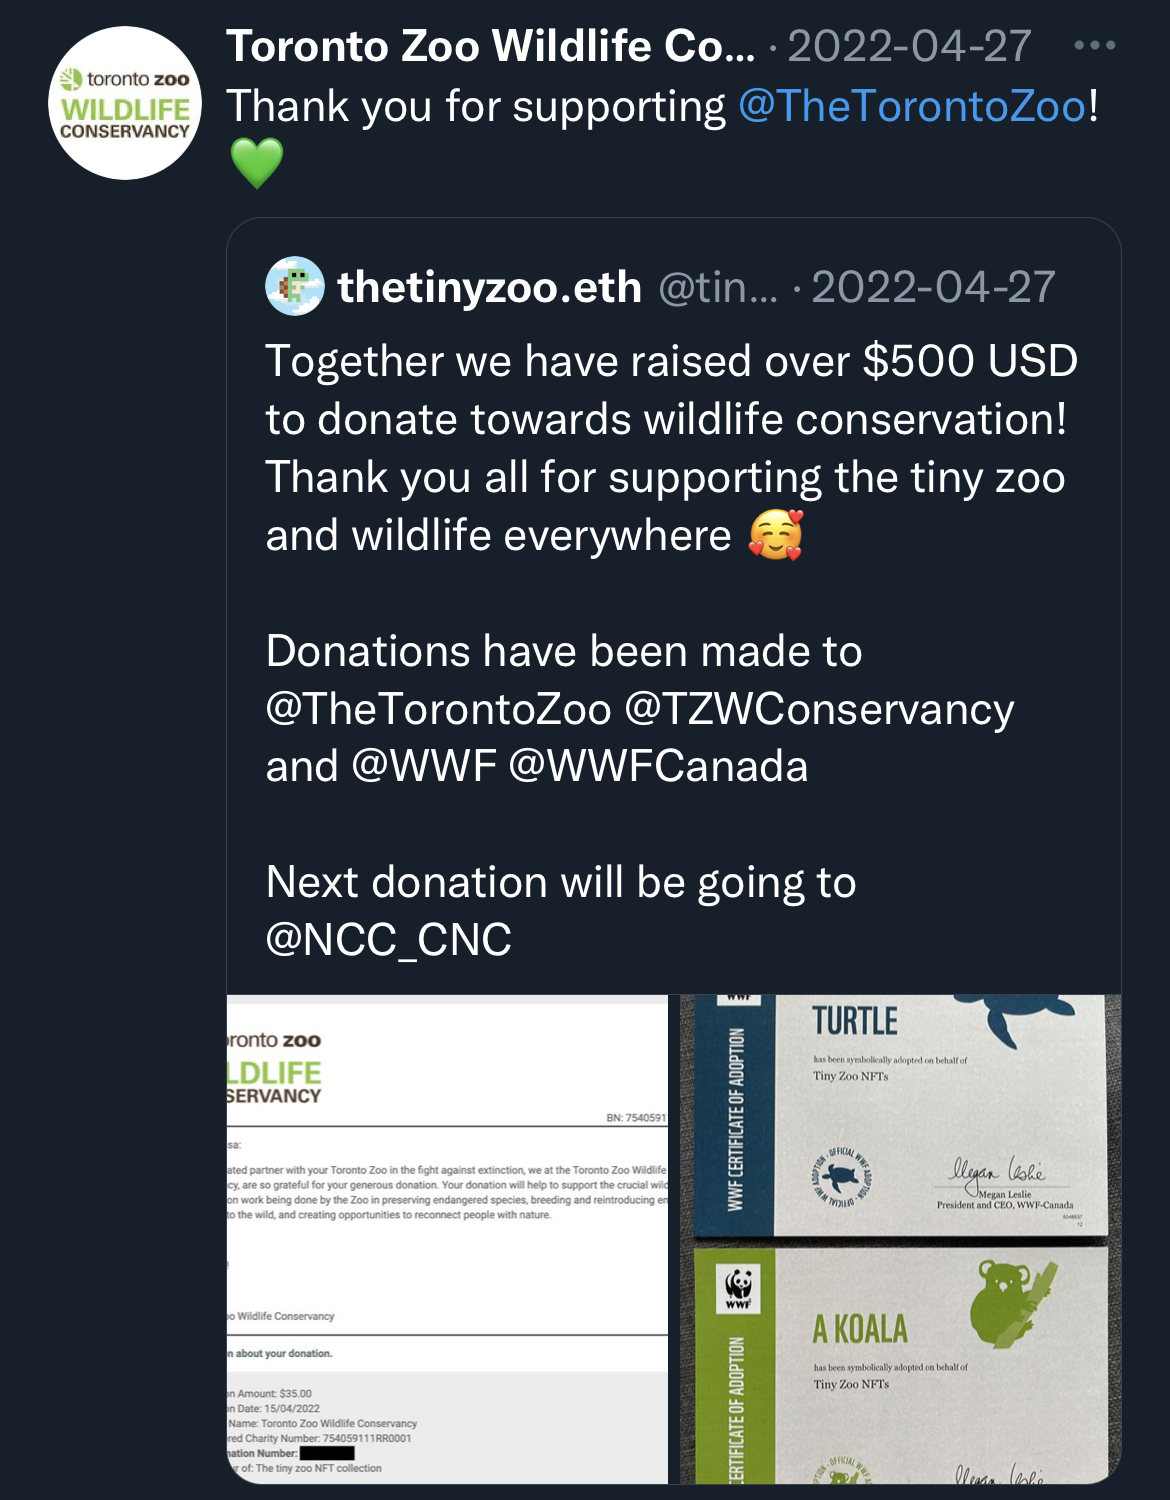 toronto zoo
WILDLIFE
CONSERVANCY
Toronto Zoo Wildlife Co... · 2022-04-27
Thank you for supporting @TheTorontoZoo!
💚
thetinyzoo.eth @tin... · 2022-04-27
Together we have raised over $500 USD
to donate towards wildlife conservation!
Thank you all for supporting the tiny zoo
and wildlife everywhere 🥰
Donations have been made to
@TheTorontoZoo @TZWConservancy
and @WWF @WWFCanada
Next donation will be going to
@NCC_CNC
ronto zoo
LDLIFE
SERVANCY
BN: 7540591
sa:
ated partner with your Toronto Zoo in the fight against extinction, we at the Toronto Zoo Wildlife
cy, are so grateful for your generous donation. Your donation will help to support the crucial wild
on work being done by the Zoo in preserving endangered species, breeding and reintroducing en
to the wild, and creating opportunities to reconnect people with nature.
oo Wildlife Conservancy
n about your donation.
on Amount: $35.00
on Date: 15/04/2022
Name: Toronto Zoo Wildlife Conservancy
red Charity Number: 754059111RR0001
nation Number:
r of: The tiny zoo NFT collection
WWF
WWF CERTIFICATE OF ADOPTION
TURTLE
has been symbolically adopted on behalf of
Tiny Zoo NFTs
OFFICIAL WWF ADOPTION · OFFICIAL WWF ADOPTION
Megan Leslie
Megan Leslie
President and CEO, WWF-Canada
12
WWF
CERTIFICATE OF ADOPTION
A KOALA
has been symbolically adopted on behalf of
Tiny Zoo NFTs
OFFICIAL WWF
Megan Leslie